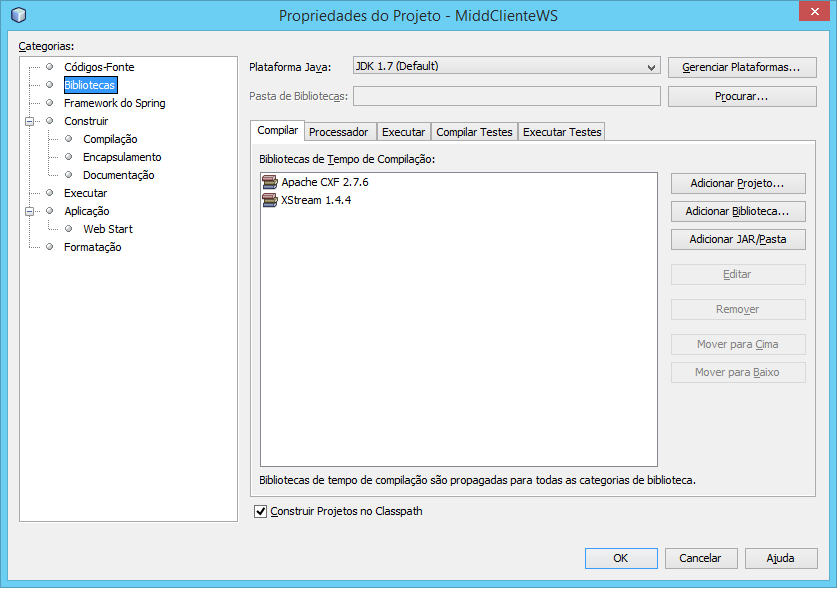 Propriedades do Projeto - MiddClienteWS
Categorias:
Códigos-Fonte
Bibliotecas
Framework do Spring
Construir
Compilação
Encapsulamento
Documentação
Executar
Aplicação
Web Start
Formatação
Plataforma Java: JDK 1.7 (Default) Gerenciar Plataformas...
Pasta de Bibliotecas: Procurar...
Compilar Processador Executar Compilar Testes Executar Testes
Bibliotecas de Tempo de Compilação:
Apache CXF 2.7.6
XStream 1.4.4
Adicionar Projeto...
Adicionar Biblioteca...
Adicionar JAR/Pasta
Editar
Remover
Mover para Cima
Mover para Baixo
Bibliotecas de tempo de compilação são propagadas para todas as categorias de biblioteca.
Construir Projetos no Classpath
OK Cancelar Ajuda